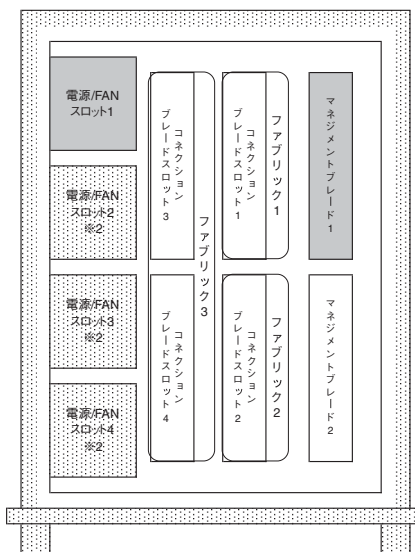 電源/FAN
スロット1
電源/FAN
スロット2
※2
電源/FAN
スロット3
※2
電源/FAN
スロット4
※2
コネクション
ブレードスロット3
コネクション
ブレードスロット4
ファブリック3
コネクション
ブレードスロット1
ファブリック1
コネクション
ブレードスロット2
ファブリック2
マネジメントブレード1
マネジメントブレード2